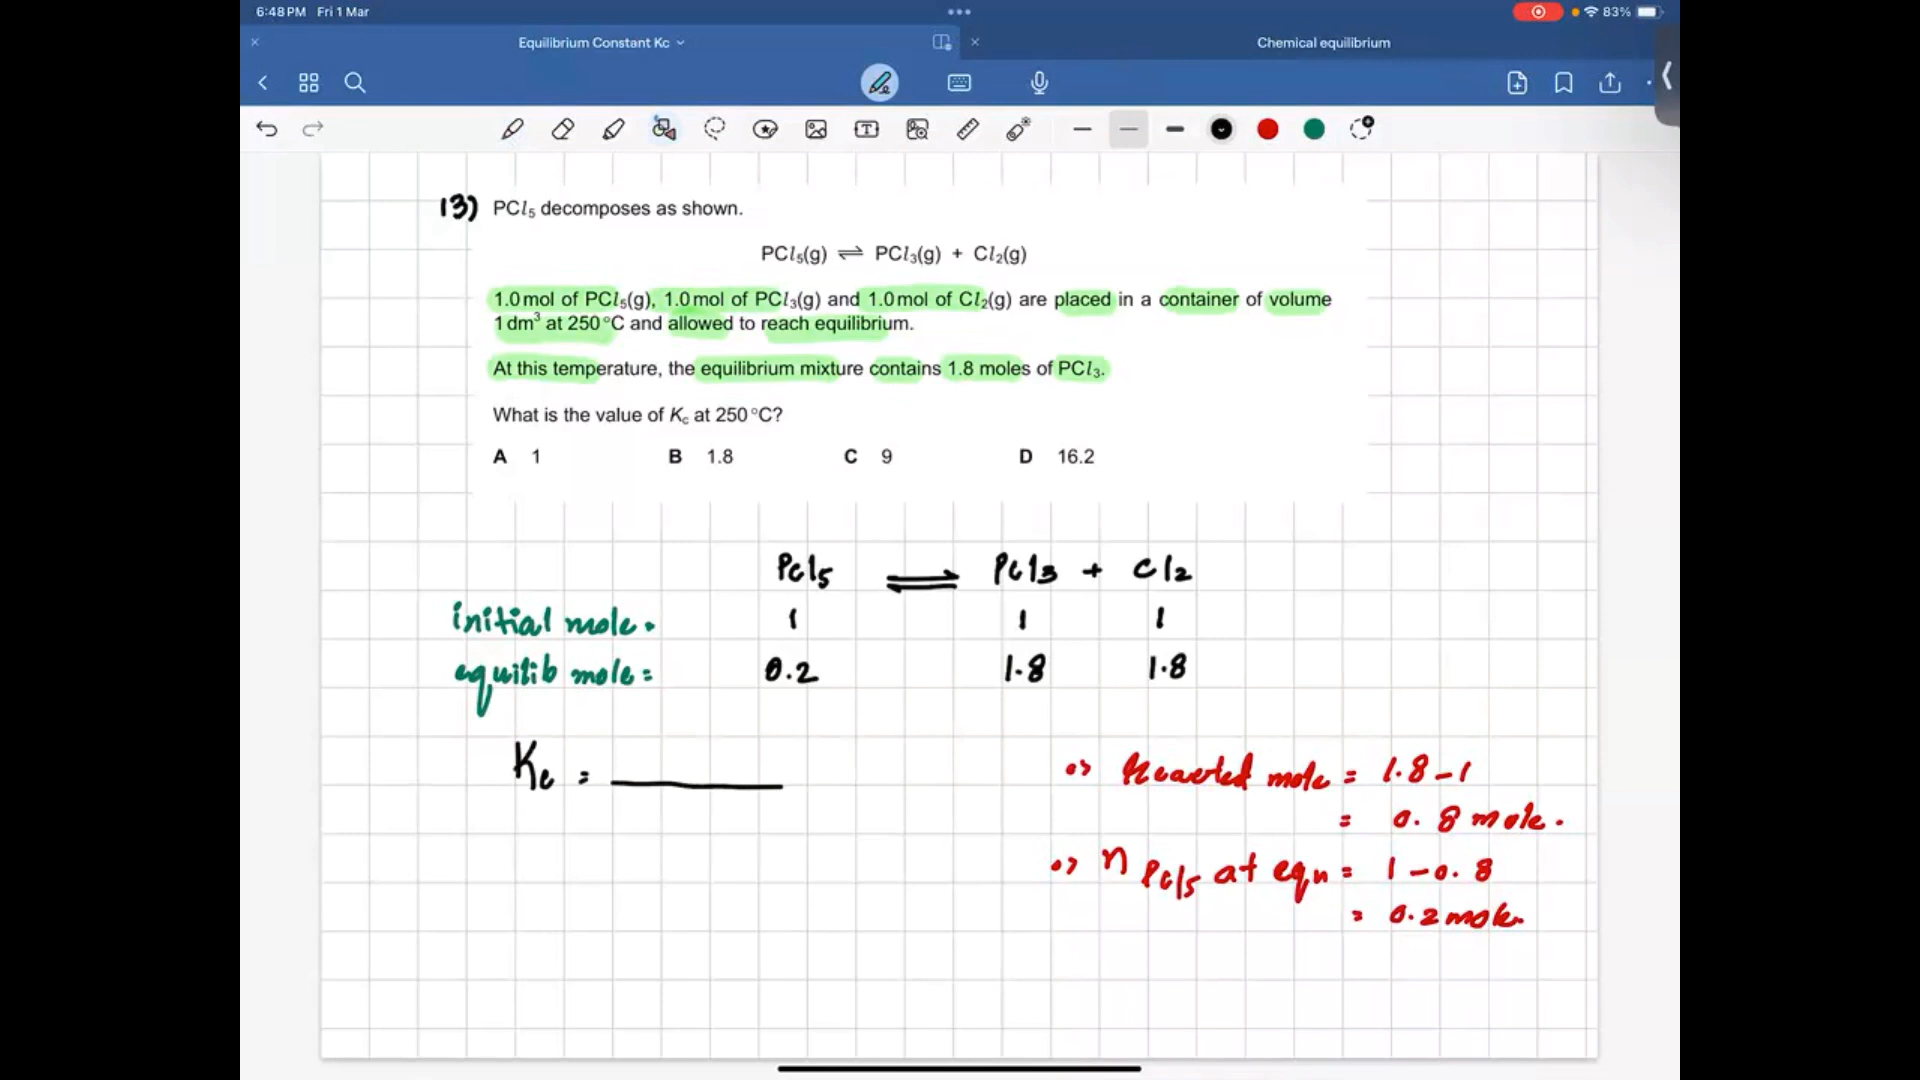 6:48 PM Fri 1 Mar
83%
Equilibrium Constant Kc
Chemical equilibrium
13) PCl5 decomposes as shown.
PCl5(g) ⇌ PCl3(g) + Cl2(g)
1.0 mol of PCl5(g), 1.0 mol of PCl3(g) and 1.0 mol of Cl2(g) are placed in a container of volume
1 dm³ at 250 °C and allowed to reach equilibrium.
At this temperature, the equilibrium mixture contains 1.8 moles of PCl3.
What is the value of Kc at 250 °C?
A 1 B 1.8 C 9 D 16.2
Pcl5 ⇌ Pcl3 + Cl2
initial mole. 1 1 1
equilib mole = 0.2 1.8 1.8
Kc =
Reacted mole = 1.8 - 1
= 0.8 mole.
n Pcl5 at eqn = 1 - 0.8
= 0.2 mole.